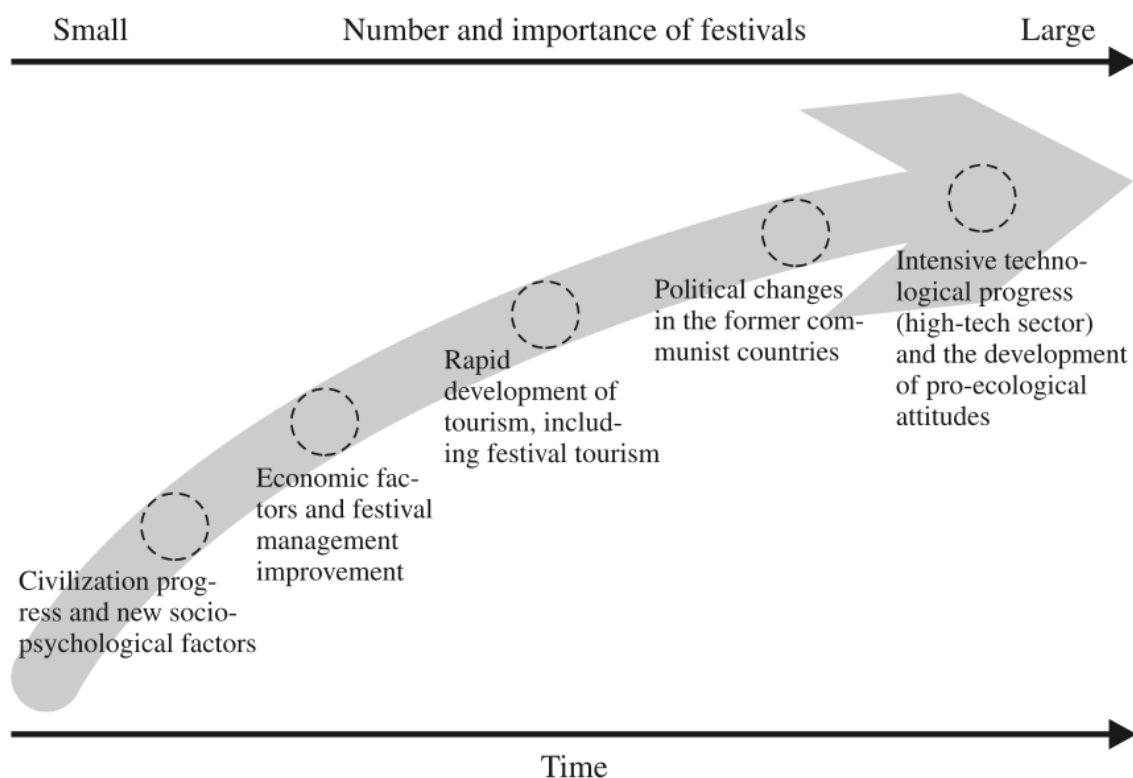 Small Number and importance of festivals Large
Civilization prog-
ress and new socio-
psychological factors
Economic fac-
tors and festival
management
improvement
Rapid
development of
tourism, includ-
ing festival tourism
Political changes
in the former com-
munist countries
Intensive techno-
logical progress
(high-tech sector)
and the development
of pro-ecological
attitudes
Time